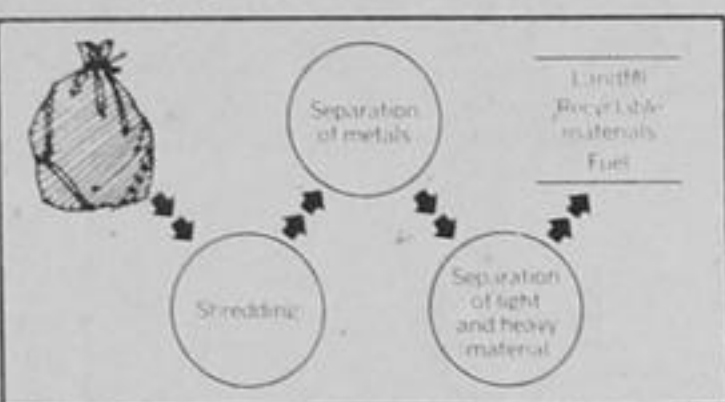 Shredding
Separation
of metals
Separation
of light
and heavy
material
Landfill
Recyclable
materials
Fuel